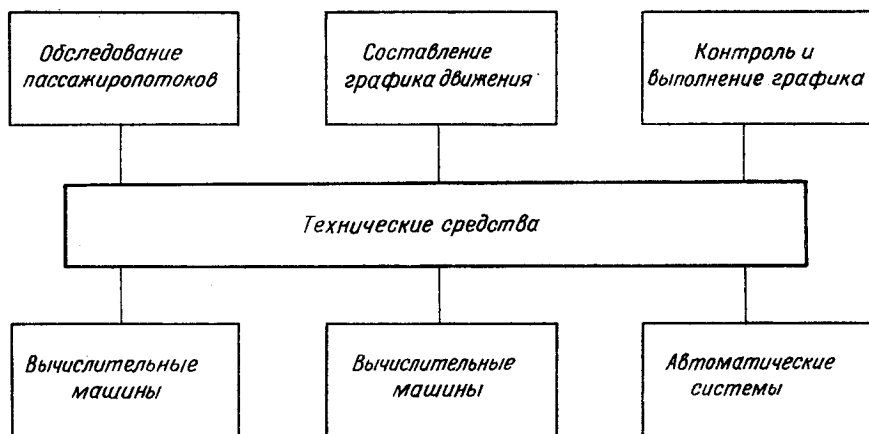 Обследование
пассажиропотоков
Составление
графика движения
Контроль и
выполнение графика
Технические средства
Вычислительные
машины
Вычислительные
машины
Автоматические
системы